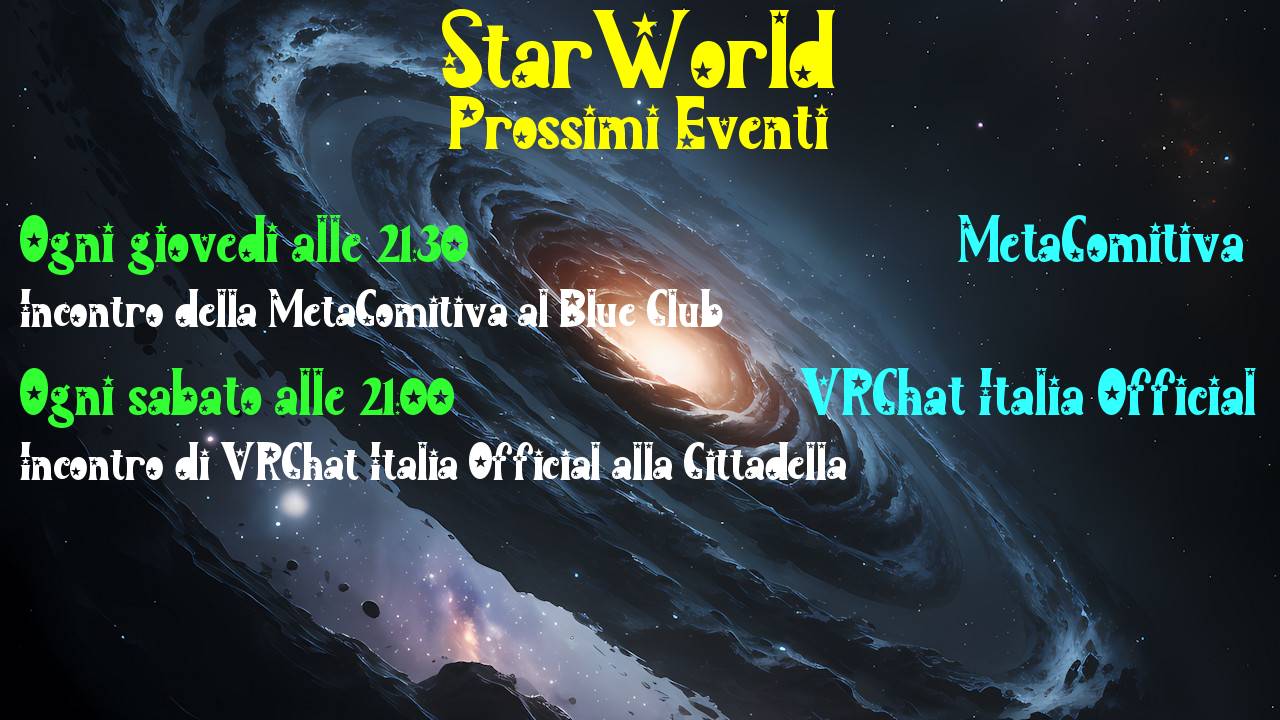 StarWorld
Prossimi Eventi
Ogni giovedì alle 21:30 MetaComitiva
Incontro della MetaComitiva al Blue Club
Ogni sabato alle 21:00 VRChat Italia Official
Incontro di VRChat Italia Official alla Cittadella